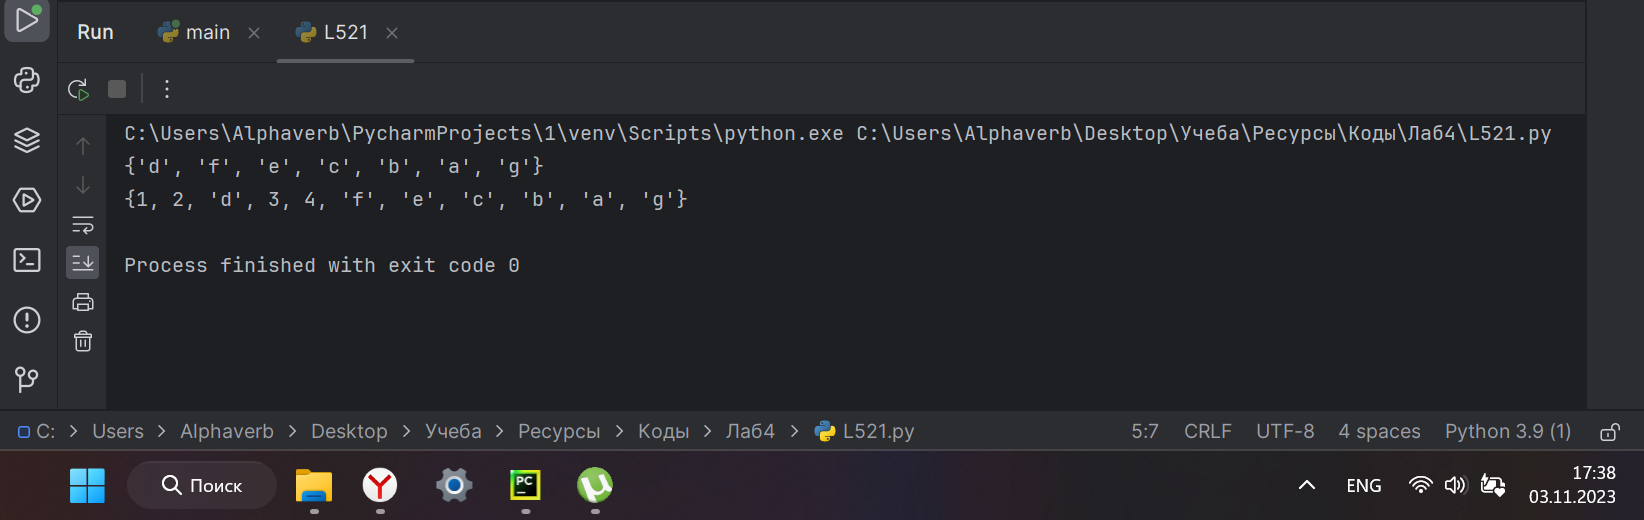 Run main L521
C:\Users\Alphaverb\PycharmProjects\1\venv\Scripts\python.exe C:\Users\Alphaverb\Desktop\Учеба\Ресурсы\Коды\Лаб4\L521.py
{'d', 'f', 'e', 'c', 'b', 'a', 'g'}
{1, 2, 'd', 3, 4, 'f', 'e', 'c', 'b', 'a', 'g'}
Process finished with exit code 0
C: > Users > Alphaverb > Desktop > Учеба > Ресурсы > Коды > Лаб4 > L521.py 5:7 CRLF UTF-8 4 spaces Python 3.9 (1)
Поиск PC ENG 17:38
03.11.2023